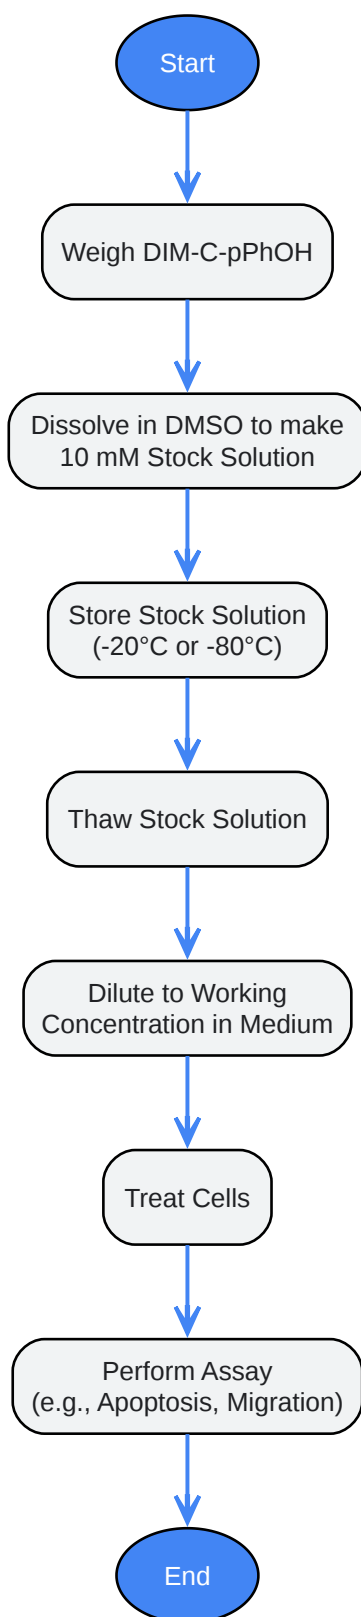 Start
Weigh DIM-C-pPhOH
Dissolve in DMSO to make
10 mM Stock Solution
Store Stock Solution
(-20°C or -80°C)
Thaw Stock Solution
Dilute to Working
Concentration in Medium
Treat Cells
Perform Assay
(e.g., Apoptosis, Migration)
End